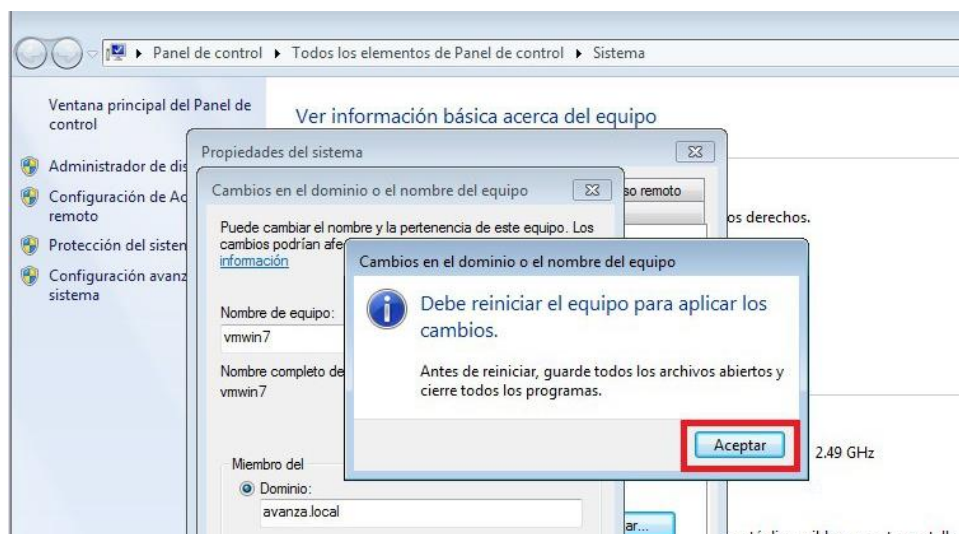 Panel de control ▸ Todos los elementos de Panel de control ▸ Sistema
Ventana principal del Panel de
control
Ver información básica acerca del equipo
Administrador de
Configuración de
remoto
Protección del
Configuración
sistema
Propiedades del sistema
remoto
os derechos.
Cambios en el dominio o el nombre del equipo
Puede cambiar el nombre y la pertenencia de este equipo. Los
cambios podrían
información
Nombre de equipo:
vmwin7
Nombre completo de
vmwin7
Miembro del
Dominio:
avanza.local
Cambios en el dominio o el nombre del equipo
Debe reiniciar el equipo para aplicar los
cambios.
Antes de reiniciar, guarde todos los archivos abiertos y
cierre todos los programas.
Aceptar
2.49 GHz
ar...